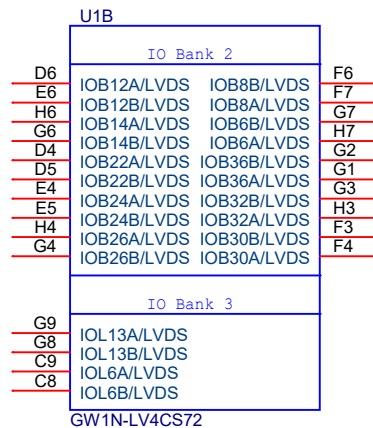 U1B
IO Bank 2
D6 IOB12A/LVDS IOB8B/LVDS F6
E6 IOB12B/LVDS IOB8A/LVDS F7
H6 IOB14A/LVDS IOB6B/LVDS G7
G6 IOB14B/LVDS IOB6A/LVDS H7
D4 IOB22A/LVDS IOB36B/LVDS G2
D5 IOB22B/LVDS IOB36A/LVDS G1
E4 IOB24A/LVDS IOB32B/LVDS G3
E5 IOB24B/LVDS IOB32A/LVDS H3
H4 IOB26A/LVDS IOB30B/LVDS F3
G4 IOB26B/LVDS IOB30A/LVDS F4
IO Bank 3
G9 IOL13A/LVDS
G8 IOL13B/LVDS
C9 IOL6A/LVDS
C8 IOL6B/LVDS
GW1N-LV4CS72